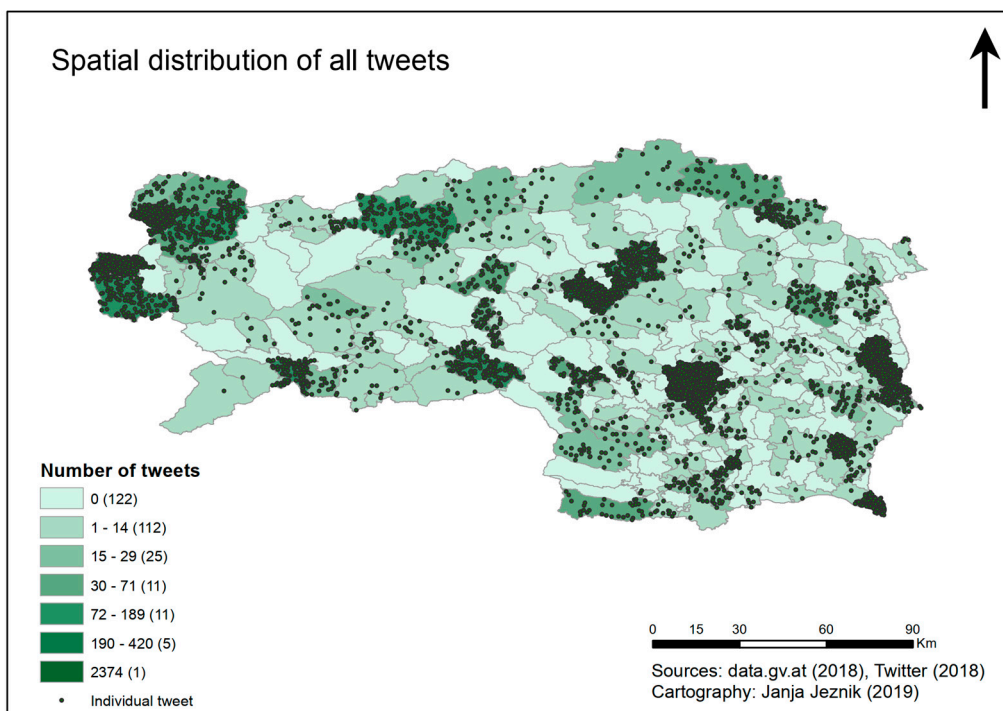 Spatial distribution of all tweets
Number of tweets
0 (122)
1 - 14 (112)
15 - 29 (25)
30 - 71 (11)
72 - 189 (11)
190 - 420 (5)
2374 (1)
Individual tweet
0 15 30 60 90
Km
Sources: data.gv.at (2018), Twitter (2018)
Cartography: Janja Jeznik (2019)